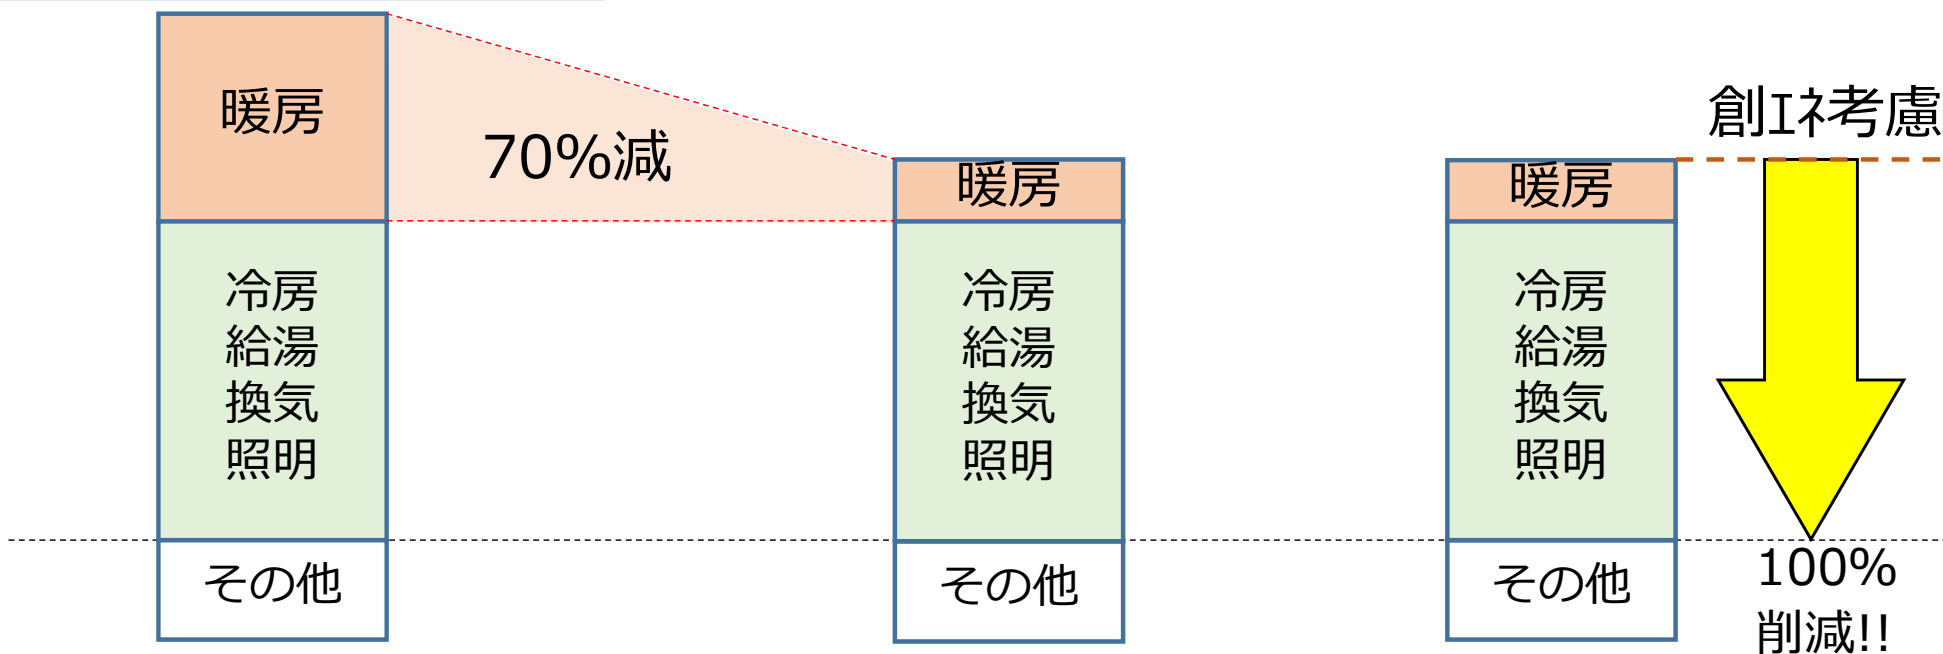 暖房
冷房
給湯
換気
照明
その他
70%減
暖房
冷房
給湯
換気
照明
その他
暖房
冷房
給湯
換気
照明
その他
創ｴﾈ考慮
100%
削減!!